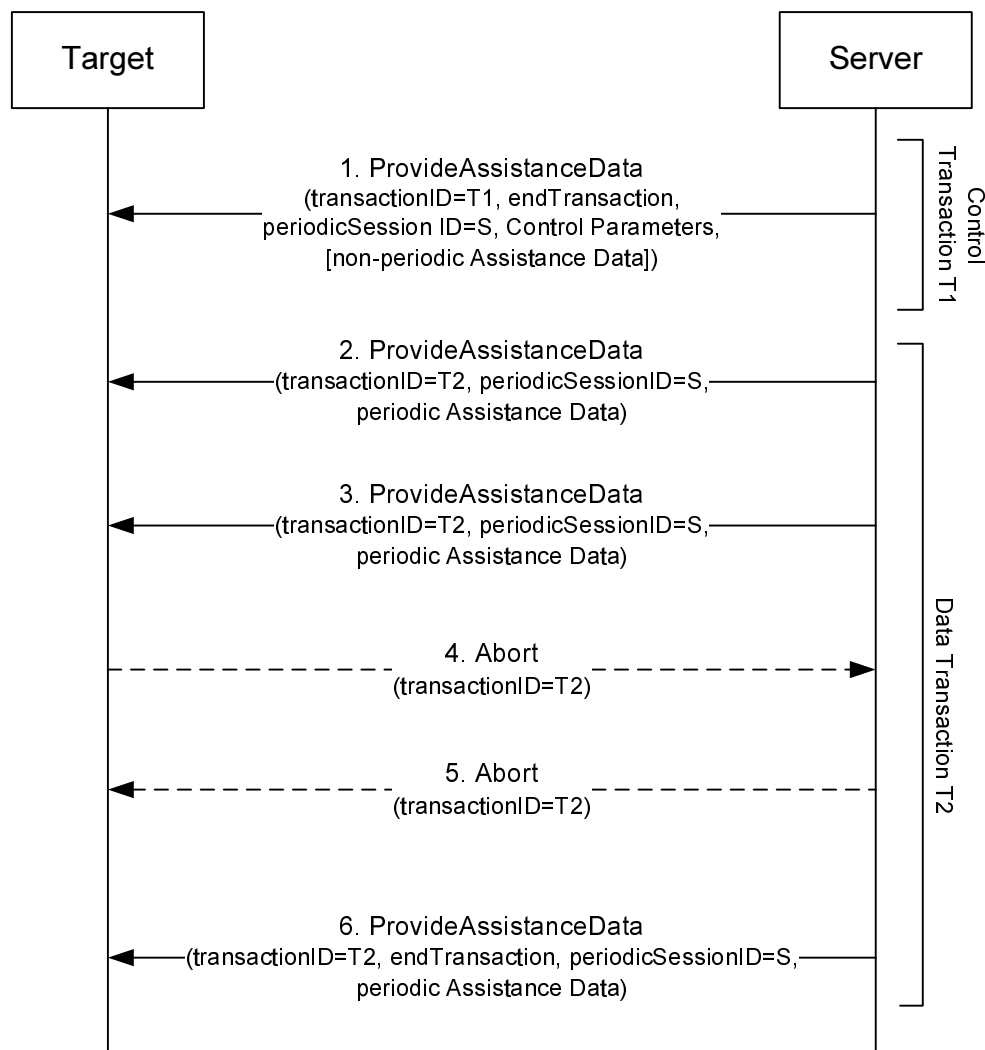 Target
Server
1. ProvideAssistanceData
(transactionID=T1, endTransaction,
periodicSession ID=S, Control Parameters,
[non-periodic Assistance Data])
Control
Transaction T1
2. ProvideAssistanceData
(transactionID=T2, periodicSessionID=S,
periodic Assistance Data)
3. ProvideAssistanceData
(transactionID=T2, periodicSessionID=S,
periodic Assistance Data)
4. Abort
(transactionID=T2)
Data Transaction T2
5. Abort
(transactionID=T2)
6. ProvideAssistanceData
(transactionID=T2, endTransaction, periodicSessionID=S,
periodic Assistance Data)